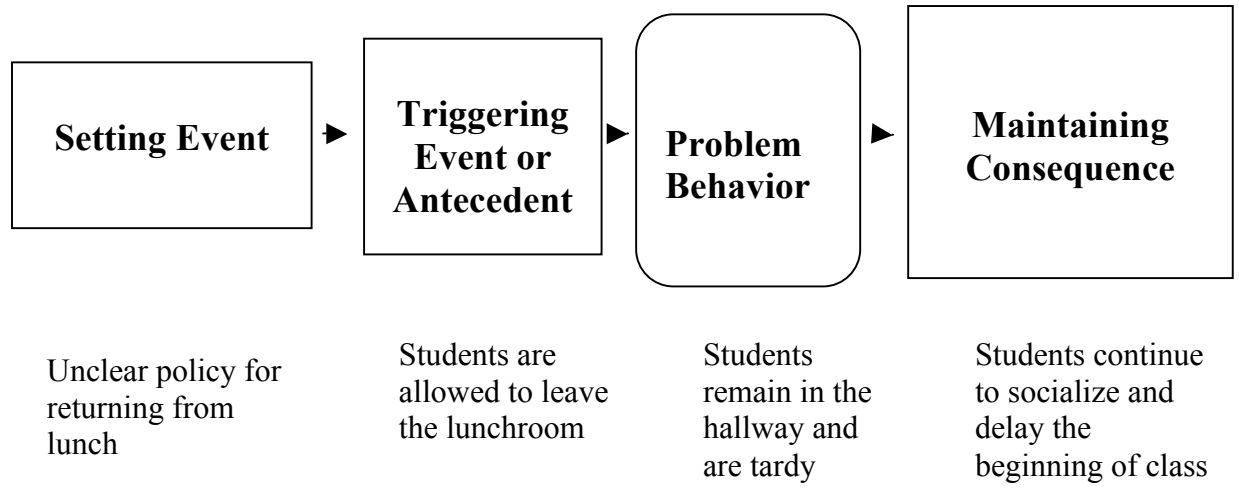 Setting Event
Triggering
Event or
Antecedent
Problem
Behavior
Maintaining
Consequence
Unclear policy for
returning from
lunch
Students are
allowed to leave
the lunchroom
Students
remain in the
hallway and
are tardy
Students continue
to socialize and
delay the
beginning of class